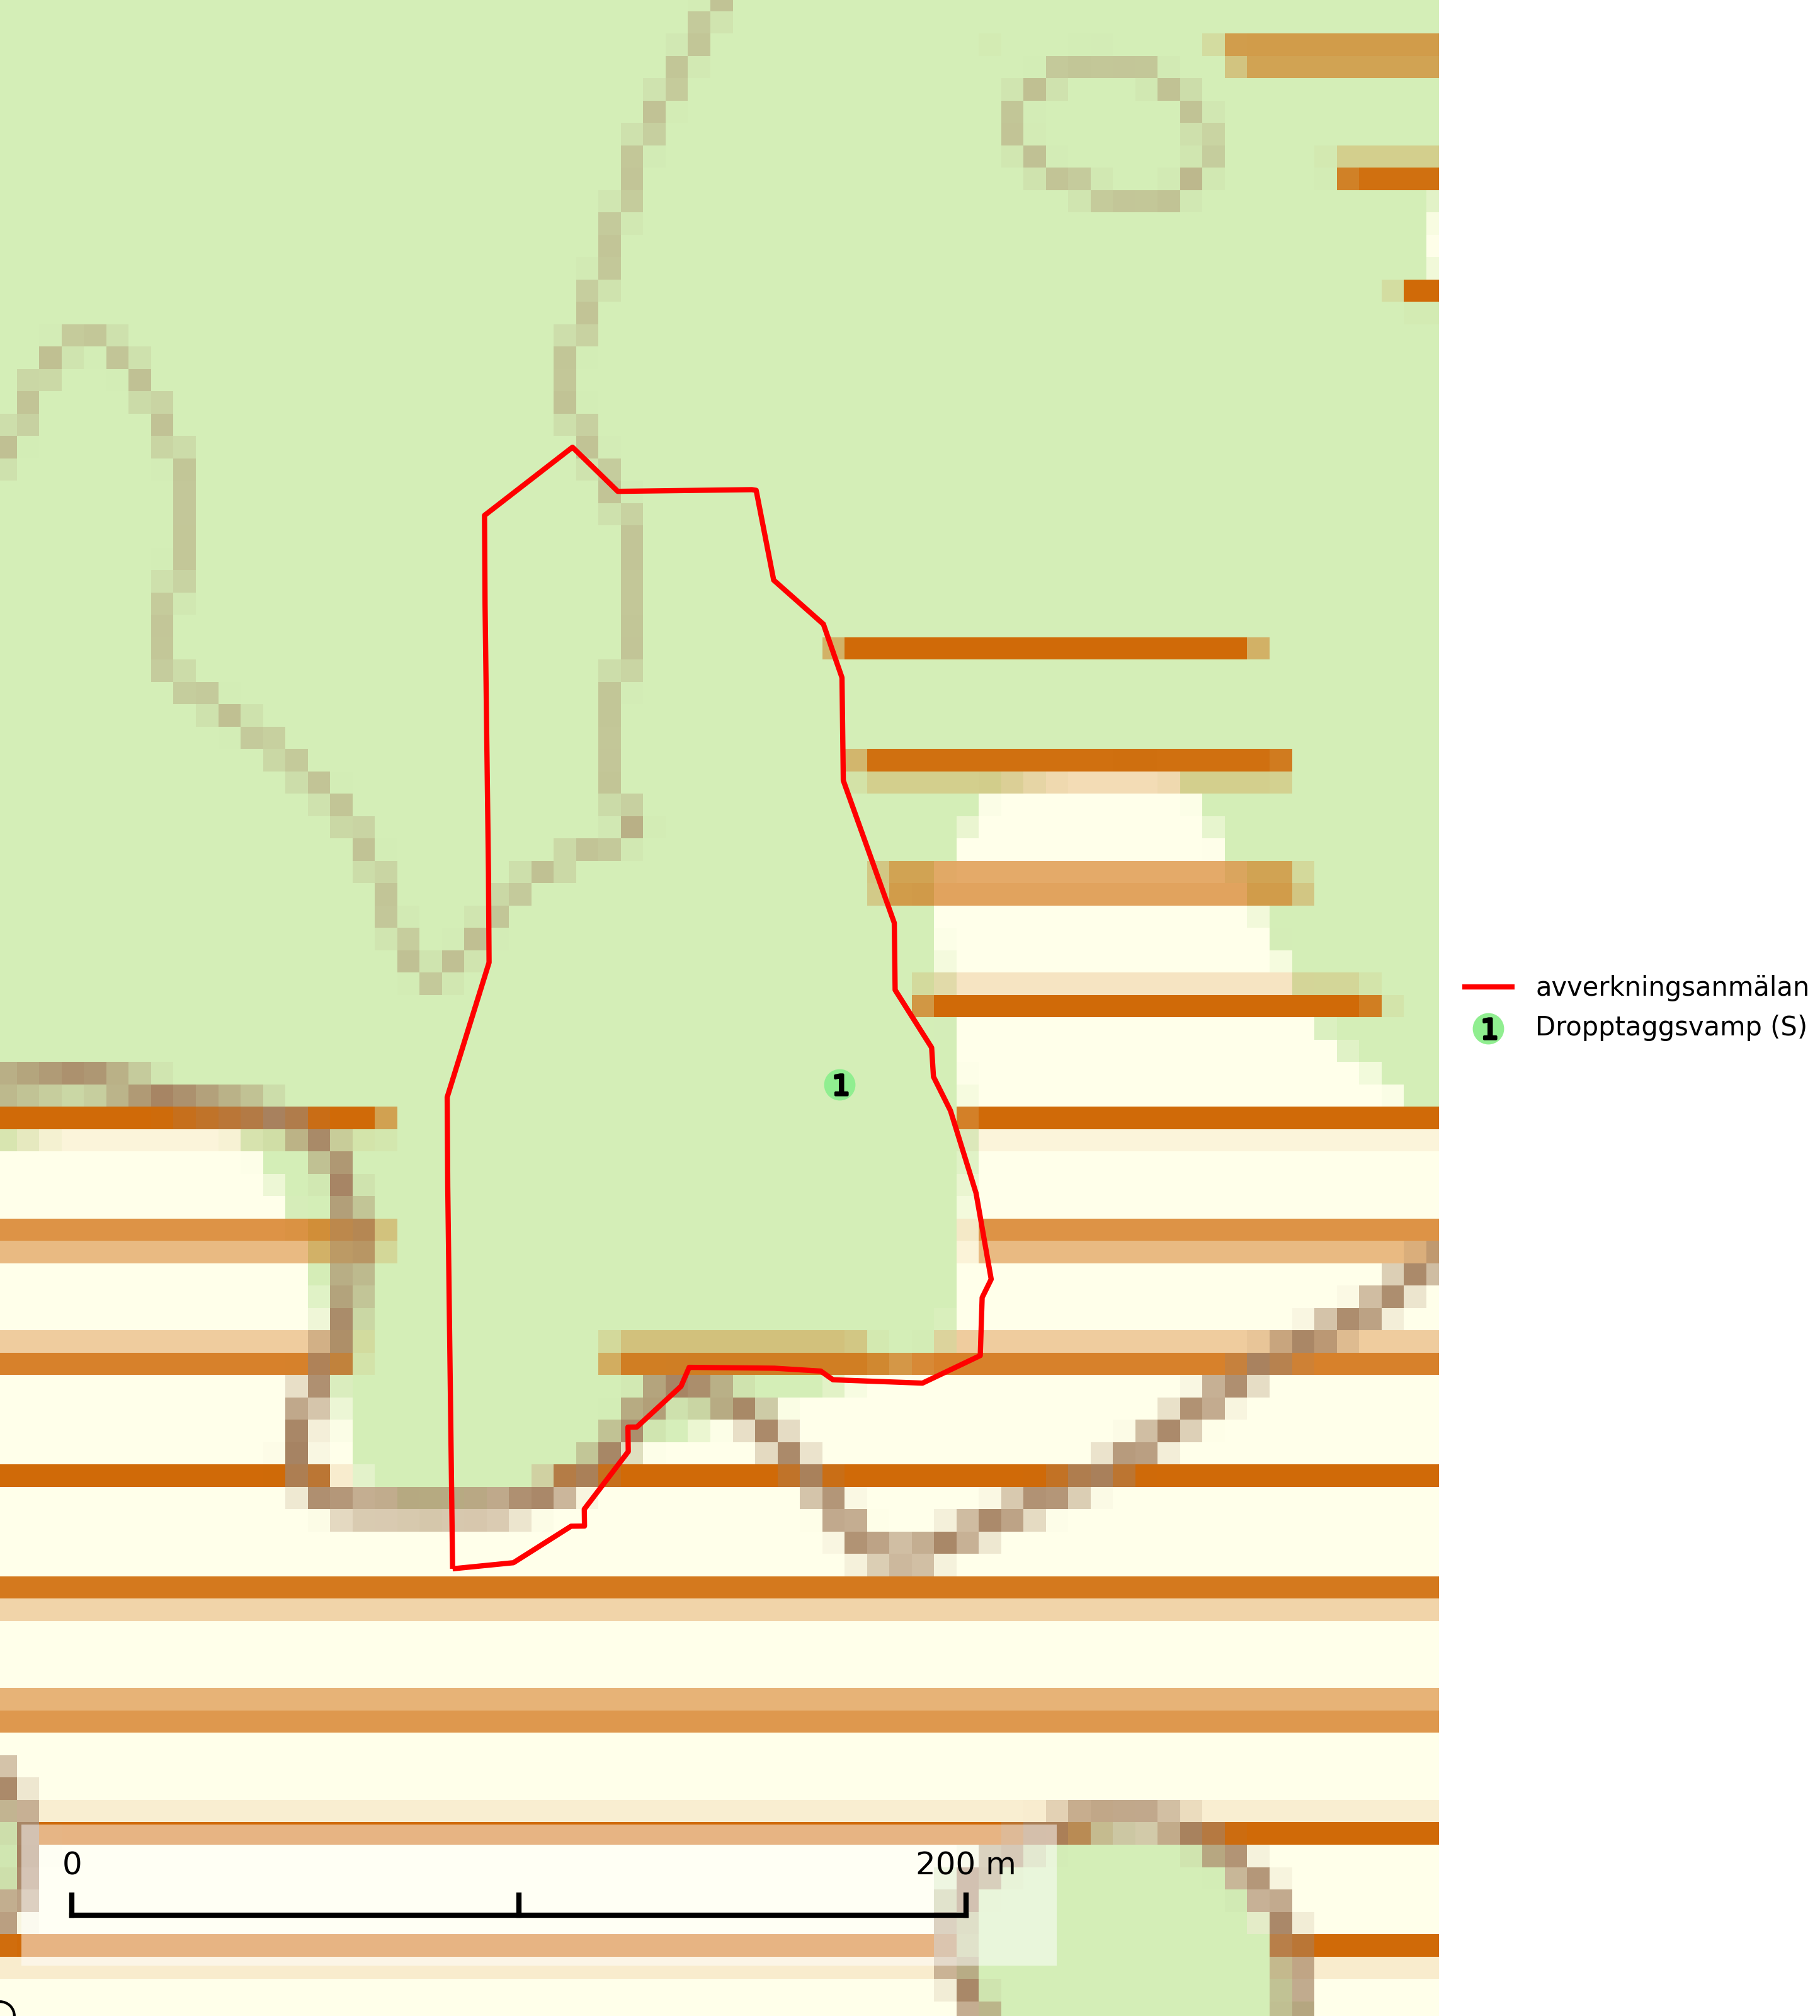 avverkningsanmälan
1 Dropptaggsvamp (S)
1
0 200 m